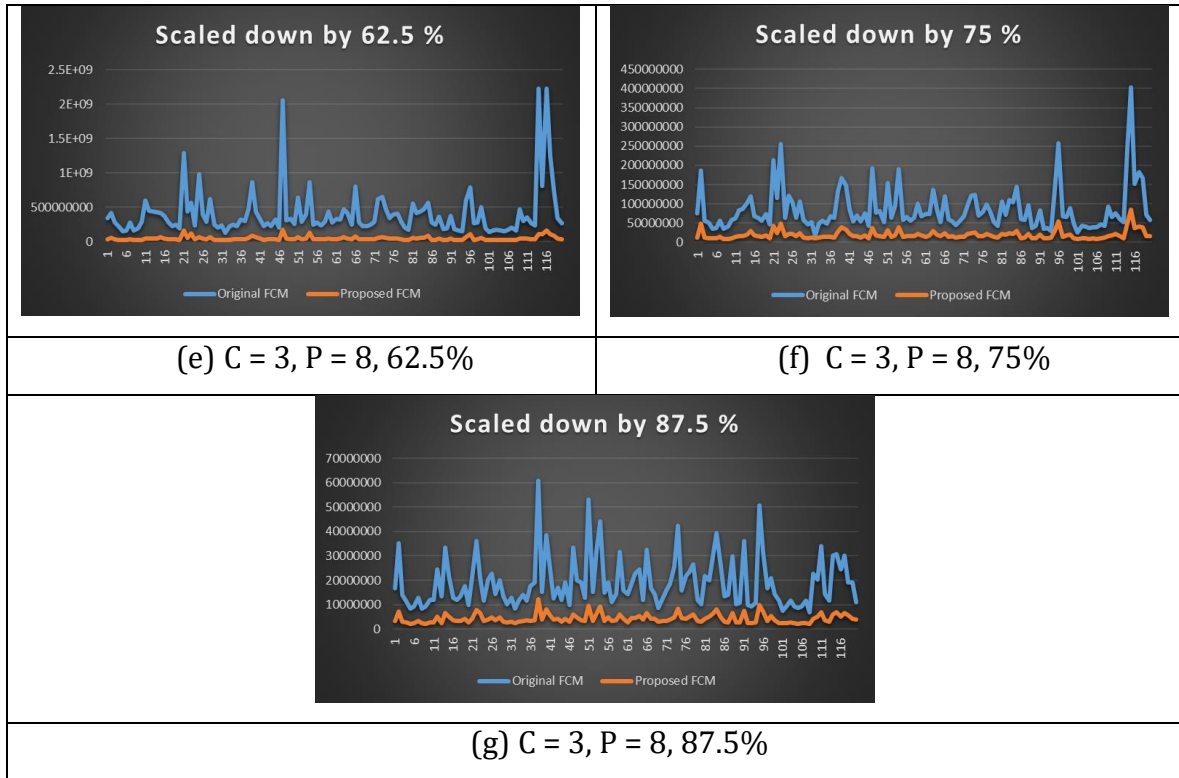 Scaled down by 62.5 %
2.5E+09
2E+09
1.5E+09
1E+09
500000000
0
1 6 11 16 21 26 31 36 41 46 51 56 61 66 71 76 81 86 91 96 101 106 111 116
Original FCM Proposed FCM
(e) C = 3, P = 8, 62.5%
Scaled down by 75 %
450000000
400000000
350000000
300000000
250000000
200000000
150000000
100000000
50000000
0
1 6 11 16 21 26 31 36 41 46 51 56 61 66 71 76 81 86 91 96 101 106 111 116
Original FCM Proposed FCM
(f) C = 3, P = 8, 75%
Scaled down by 87.5 %
70000000
60000000
50000000
40000000
30000000
20000000
10000000
0
1 6 11 16 21 26 31 36 41 46 51 56 61 66 71 76 81 86 91 96 101 106 111 116
Original FCM Proposed FCM
(g) C = 3, P = 8, 87.5%